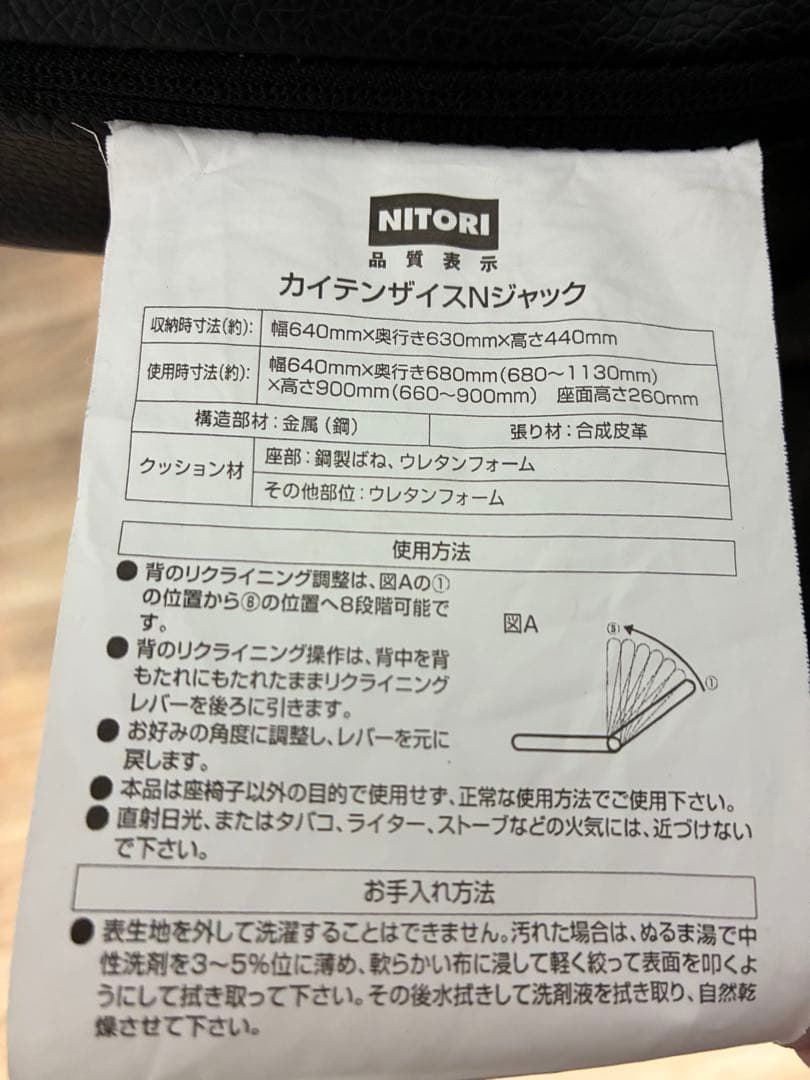 NITORI
品質表示
カイテンザイスNジャック
収納時寸法(約): 幅640mm×奥行き630mm×高さ440mm
使用時寸法(約): 幅640mm×奥行き680mm(680～1130mm)
×高さ900mm(660～900mm) 座面高さ260mm
構造部材:金属(鋼) 張り材:合成皮革
クッション材 座部:鋼製ばね、ウレタンフォーム
その他部位:ウレタンフォーム
使用方法
●背のリクライニング調整は、図Aの①
の位置から⑧の位置へ8段階可能で
す。
●背のリクライニング操作は、背中を背
もたれにもたれたままリクライニング
レバーを後ろに引きます。
●お好みの角度に調整し、レバーを元に
戻します。
図A
⑧
①
●本品は座椅子以外の目的で使用せず、正常な使用方法でご使用下さい。
●直射日光、またはタバコ、ライター、ストーブなどの火気には、近づけない
で下さい。
お手入れ方法
●表生地を外して洗濯することはできません。汚れた場合は、ぬるま湯で中
性洗剤を3～5%位に薄め、軟らかい布に浸して軽く絞って表面を叩くよ
うにして拭き取って下さい。その後水拭きして洗剤液を拭き取り、自然乾
燥させて下さい。